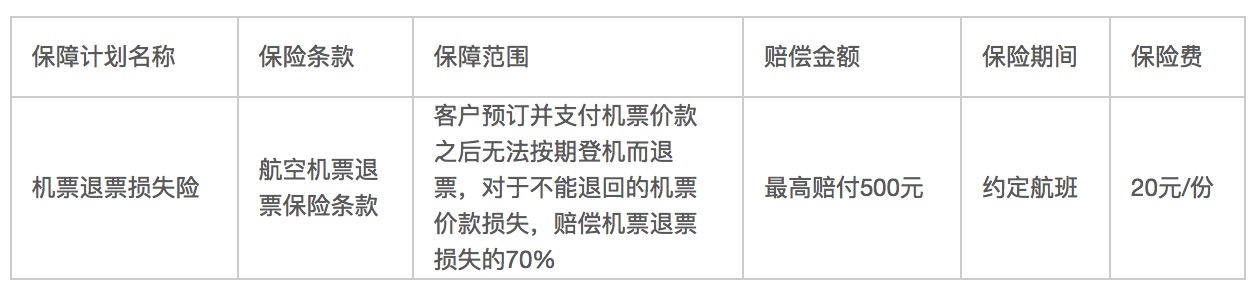 保障计划名称
保险条款
保障范围
赔偿金额
保险期间
保险费
机票退票损失险
航空机票退
票保险条款
客户预订并支付机票价款
之后无法按期登机而退
票，对于不能退回的机票
价款损失，赔偿机票退票
损失的70%
最高赔付500元
约定航班
20元/份